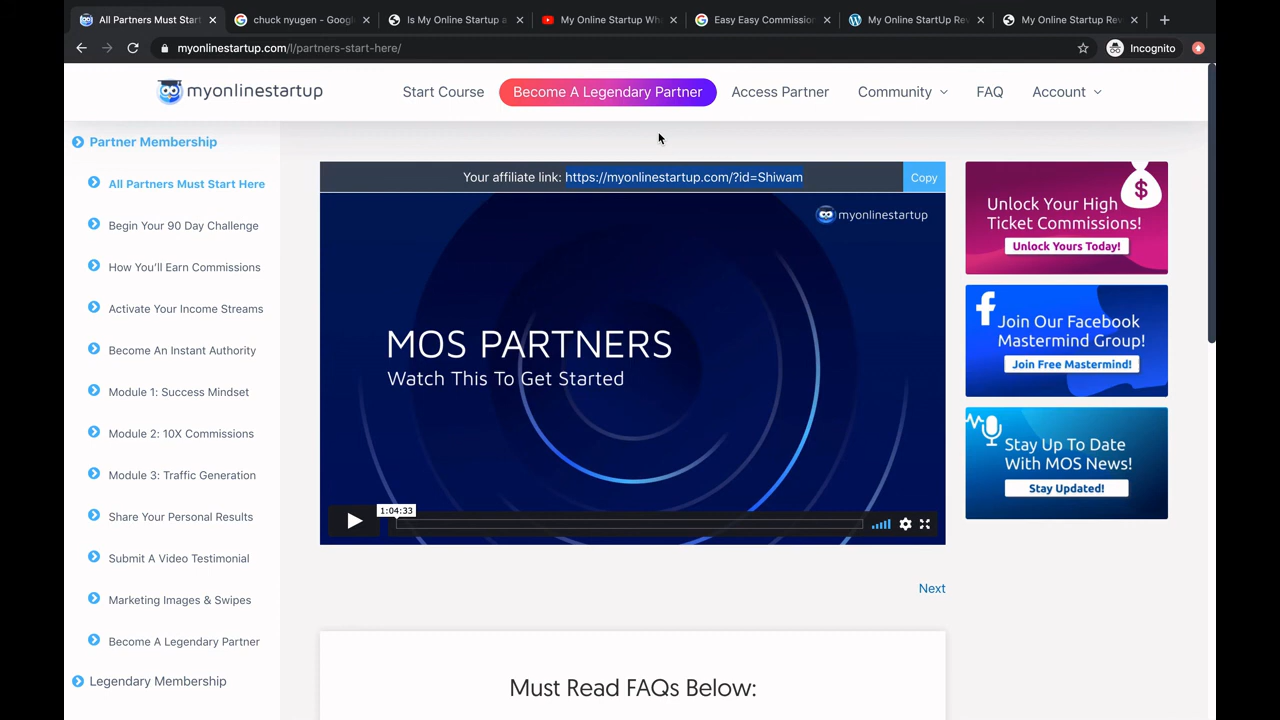 All Partners Must Start
chuck nyugen - Googl
Is My Online Startup a
My Online Startup Wh
Easy Easy Commission
My Online StartUp Rev
My Online Startup Rev
myonlinestartup.com/l/partners-start-here/
Incognito
myonlinestartup
Start Course
Become A Legendary Partner
Access Partner
Community
FAQ
Account
Partner Membership
All Partners Must Start Here
Begin Your 90 Day Challenge
How You'll Earn Commissions
Activate Your Income Streams
Become An Instant Authority
Module 1: Success Mindset
Module 2: 10X Commissions
Module 3: Traffic Generation
Share Your Personal Results
Submit A Video Testimonial
Marketing Images & Swipes
Become A Legendary Partner
Legendary Membership
Your affiliate link: https://myonlinestartup.com/?id=Shiwam
Copy
myonlinestartup
MOS PARTNERS
Watch This To Get Started
1:04:33
Next
Must Read FAQs Below:
$
Unlock Your High
Ticket Commissions!
Unlock Yours Today!
Join Our Facebook
Mastermind Group!
Join Free Mastermind!
Stay Up To Date
With MOS News!
Stay Updated!